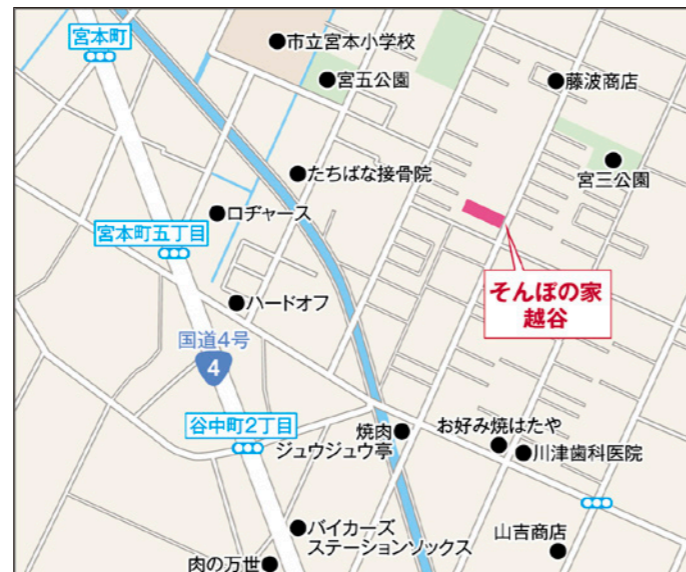 宮本町
市立宮本小学校
宮五公園
藤波商店
宮三公園
たちばな接骨院
ロヂャース
宮本町五丁目
そんぽの家
越谷
ハードオフ
国道4号
4
谷中町2丁目
焼肉
ジュウジュウ亭
お好み焼はたや
川津歯科医院
バイカーズ
ステーションソックス
山吉商店
肉の万世